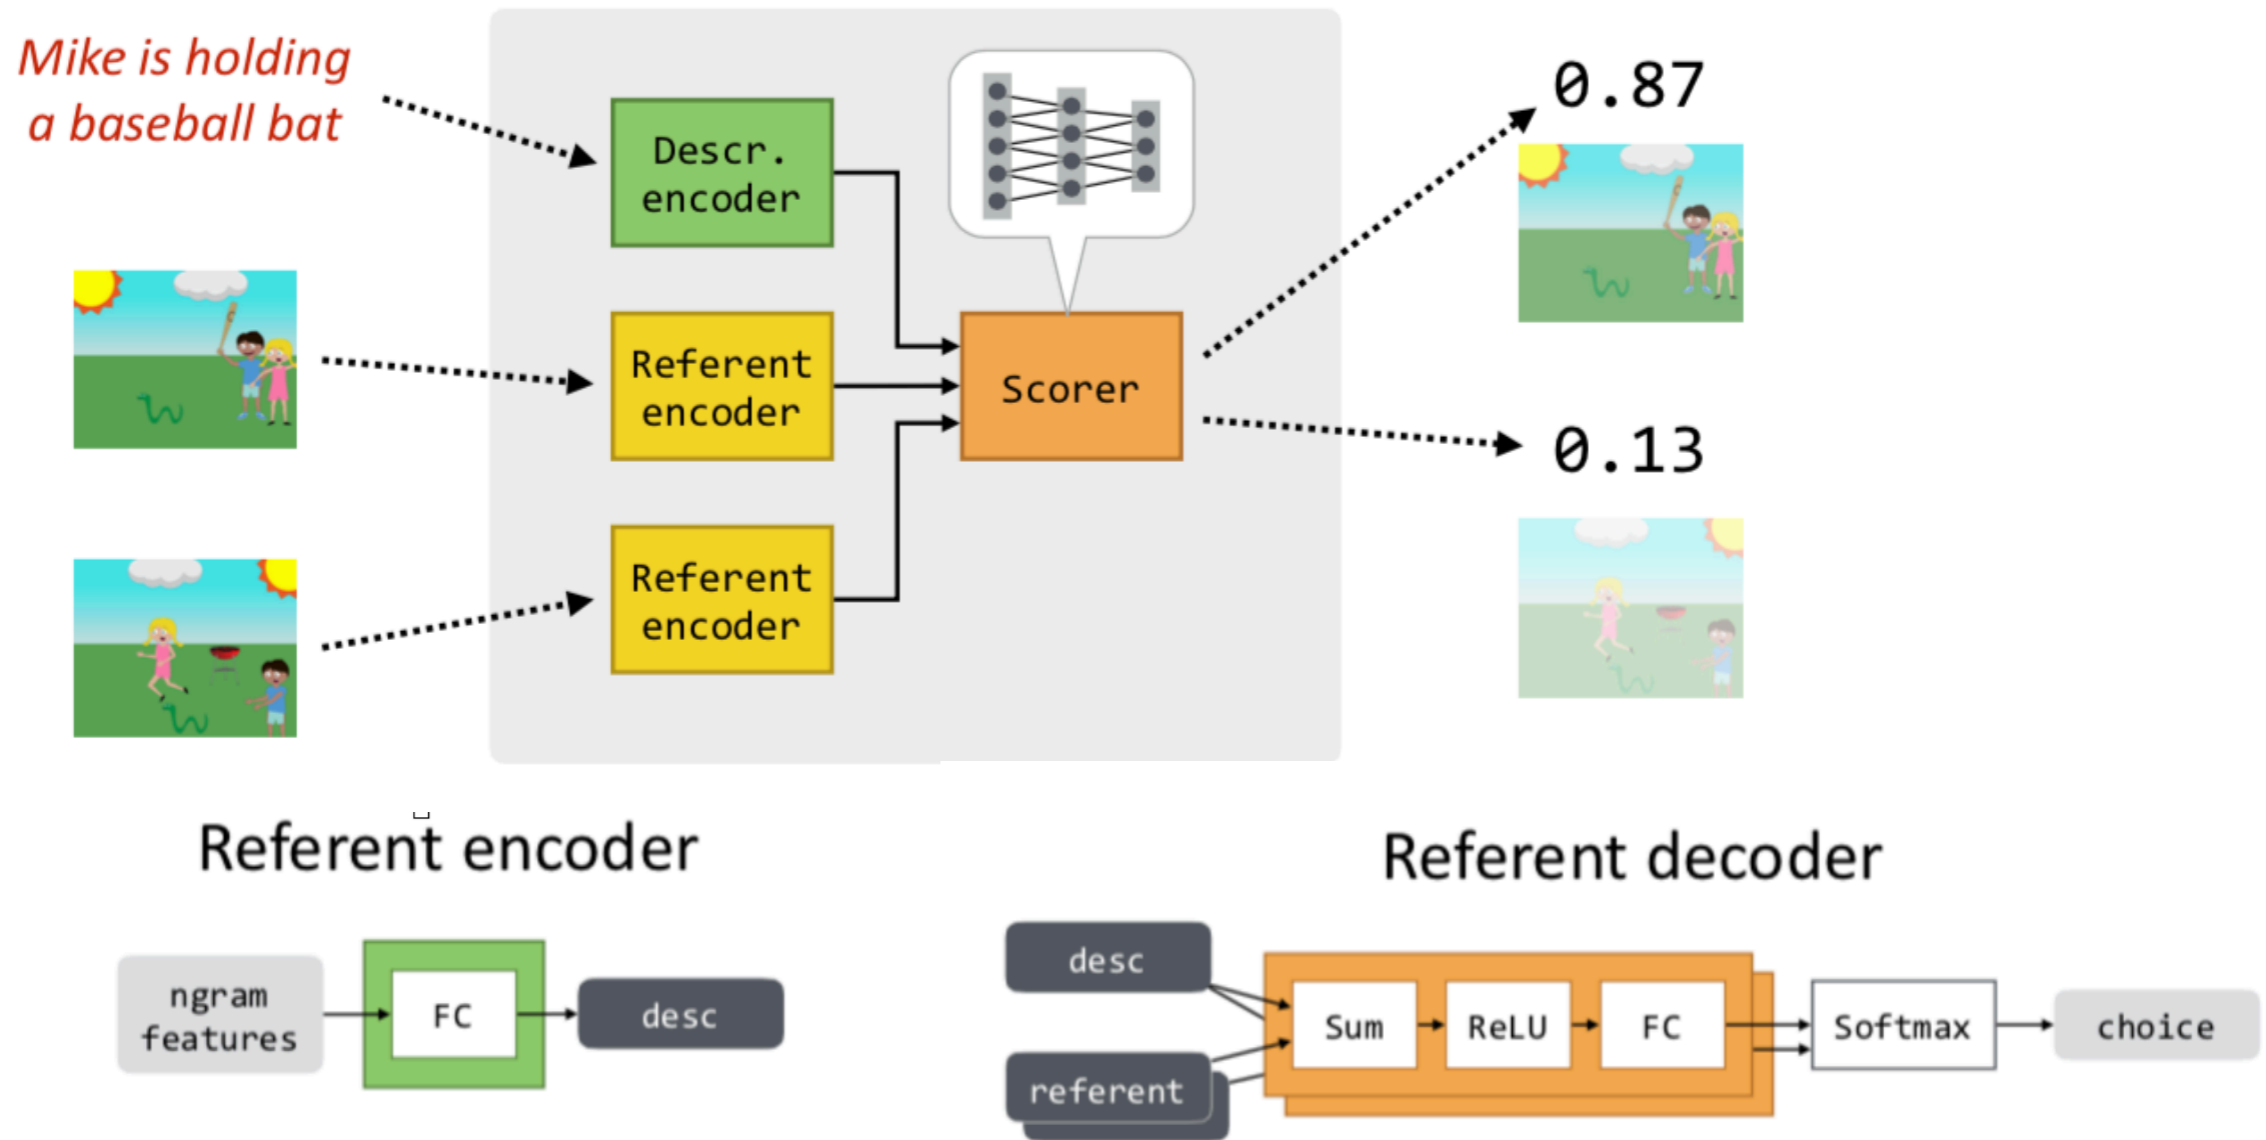 Mike is holding
a baseball bat
Descr.
encoder
Referent
encoder
Referent
encoder
Scorer
0.87
0.13
Referent encoder
ngram
features
FC
desc
Referent decoder
desc
referent
Sum
ReLU
FC
Softmax
choice